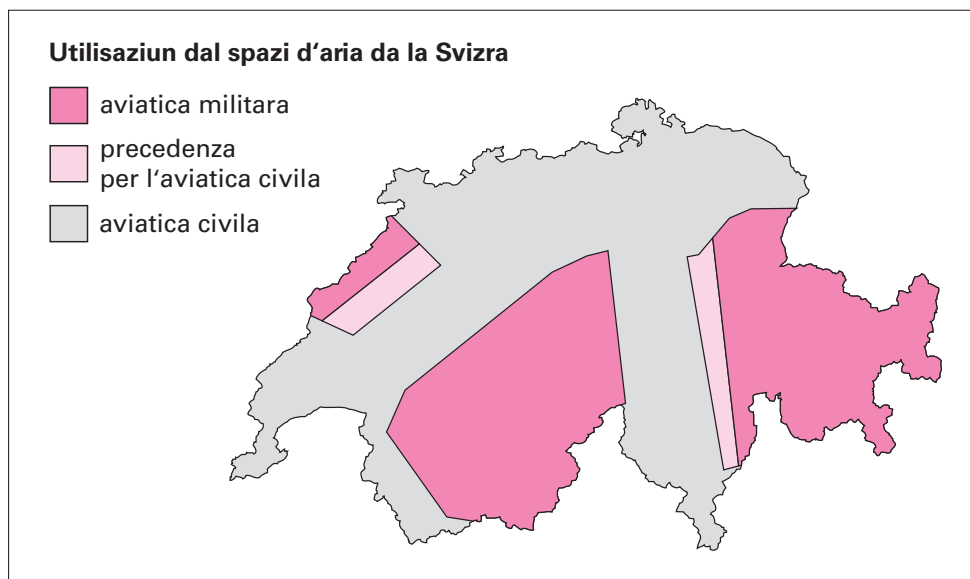 Utilisaziun dal spazi d‘aria da la Svizra
aviatica militara
precedenza
per l‘aviatica civila
aviatica civila